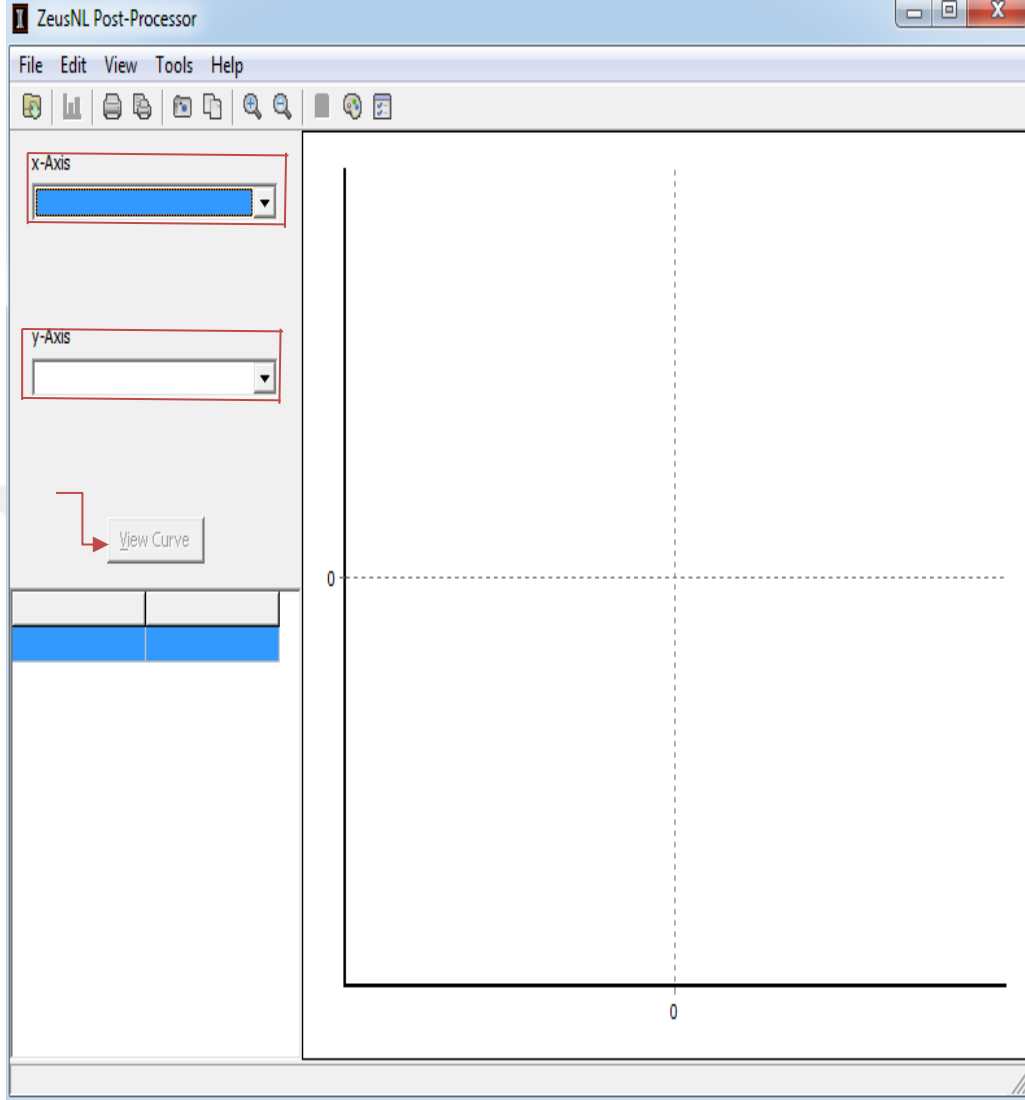 ZeusNL Post-Processor
File Edit View Tools Help
x-Axis
y-Axis
View Curve
0
0